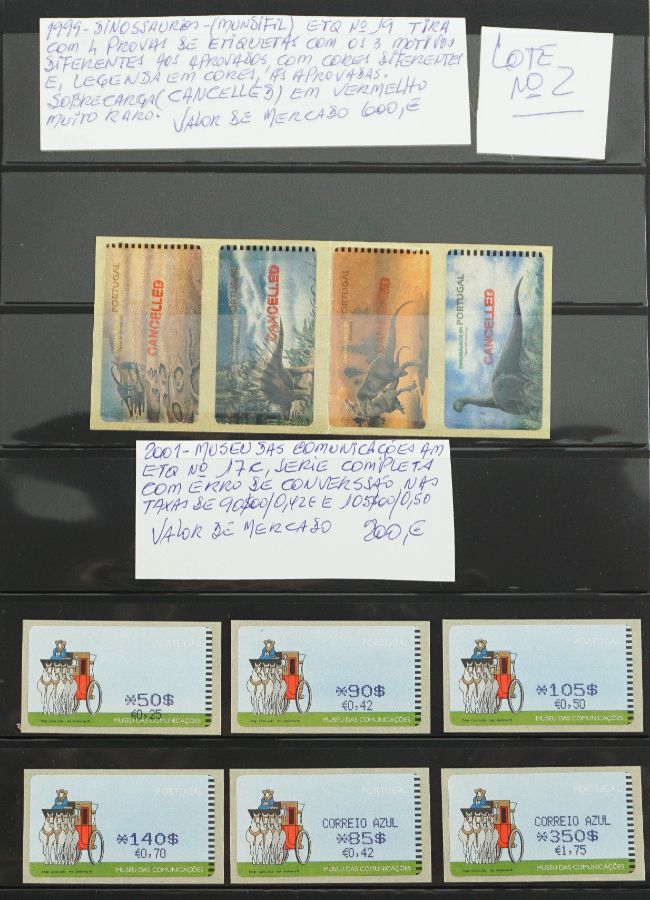 1999-DINOSSAURIOS-(MUNDIFIL) ETQ Nº 19 TIRA
COM 4 PROVAS DE ETIQUETAS COM OS 3 MOTIVOS
DIFERENTES AOS APROVADOS, COM CORES DIFERENTES
E, LEGENDA EM CORES, AS APROVADAS.
SOBRECARGA (CANCELLED) EM VERMELHO
MUITO RARO. VALOR DE MERCADO 600,€
LOTE
Nº 2
PORTUGAL
CANCELLED
PORTUGAL
CANCELLED
PORTUGAL
CANCELLED
PORTUGAL
CANCELLED
2001-MUSEU DAS COMUNICAÇÕES AM
ETQ Nº 17C, SERIE COMPLETA
COM ERRO DE CONVERSSÃO NAS
TAXAS DE 90$00/0,42€ E 105$00/0,50
VALOR DE MERCADO 200,€
PORTUGAL
*50$
€0,25
MUSEU DAS COMUNICAÇÕES
PORTUGAL
*90$
€0,42
MUSEU DAS COMUNICAÇÕES
PORTUGAL
*105$
€0,50
MUSEU DAS COMUNICAÇÕES
PORTUGAL
*140$
€0,70
MUSEU DAS COMUNICAÇÕES
PORTUGAL
CORREIO AZUL
*85$
€0,42
MUSEU DAS COMUNICAÇÕES
PORTUGAL
CORREIO AZUL
*350$
€1,75
MUSEU DAS COMUNICAÇÕES